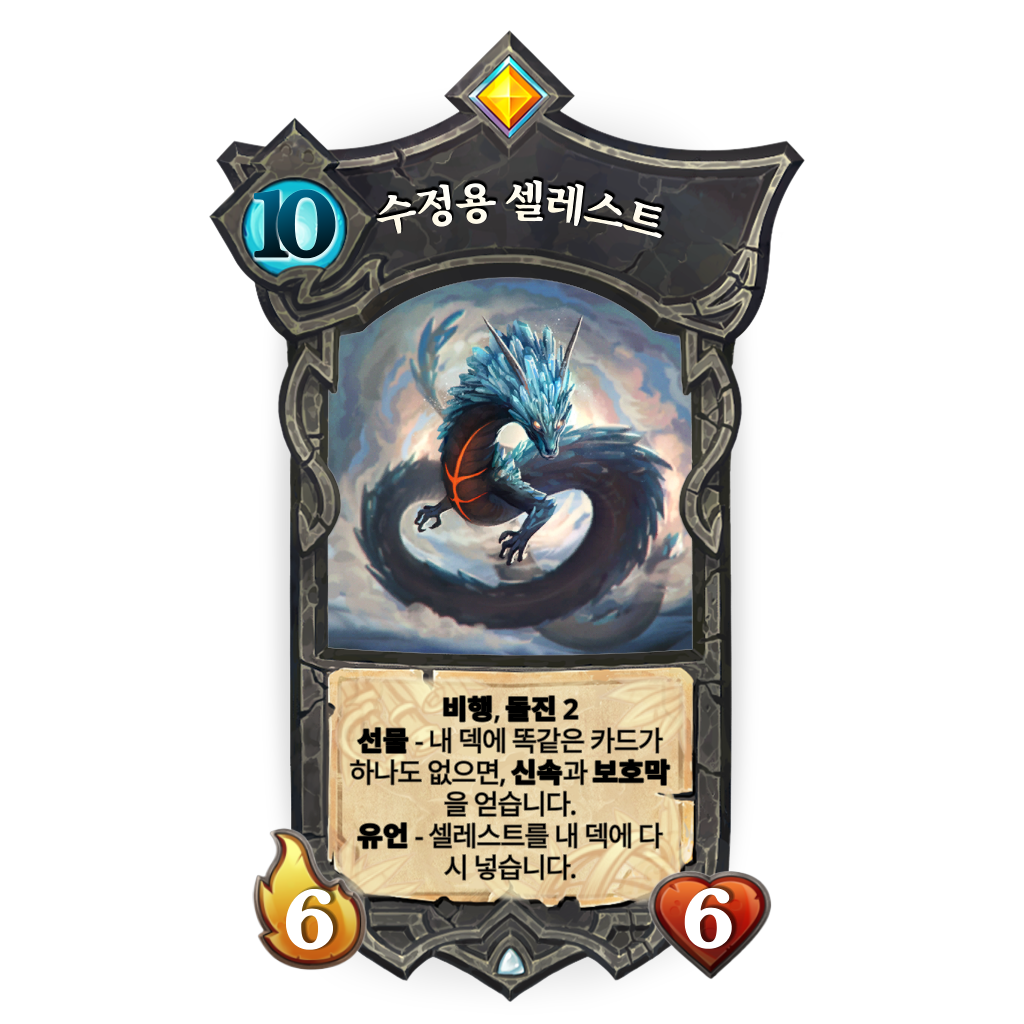 10
수정용 셀레스트
비행, 돌진 2
선물 - 내 덱에 똑같은 카드가
하나도 없으면, 신속과 보호막
을 얻습니다.
유언 - 셀레스트를 내 덱에 다
시 넣습니다.
6
6